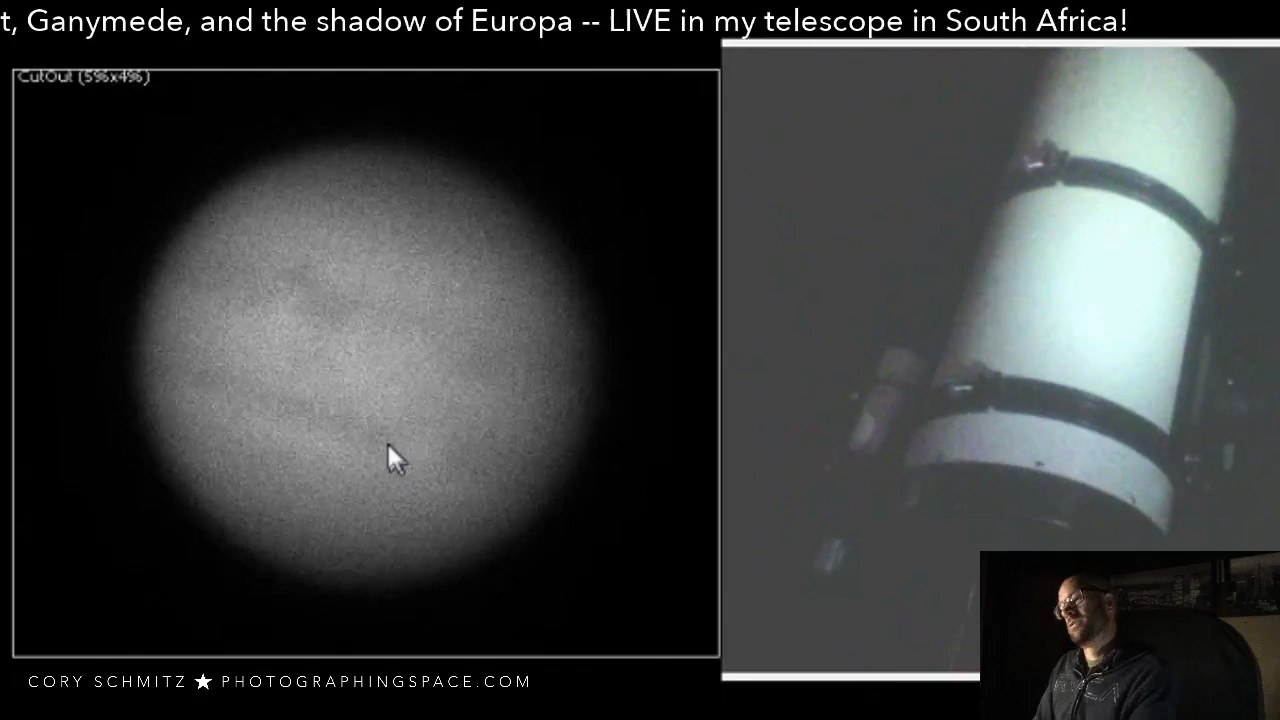 t, Ganymede, and the shadow of Europa -- LIVE in my telescope in South Africa!
CutOut (5%x4%)
CORY SCHMITZ ★ PHOTOGRAPHINGSPACE.COM